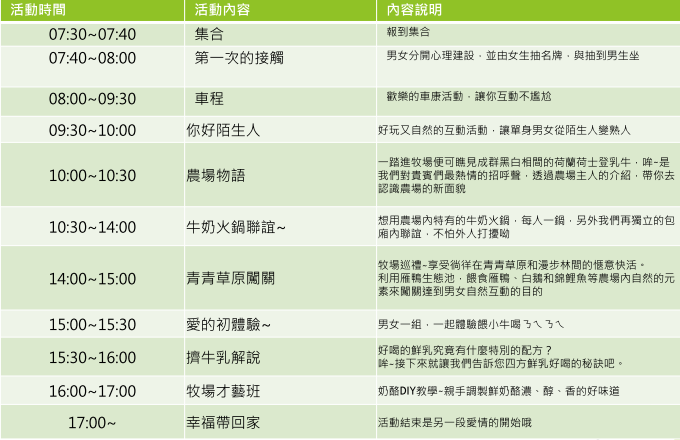 活動時間 活動內容 內容說明
07:30~07:40 集合 報到集合
07:40~08:00 第一次的接觸 男女分開心理建設，並由女生抽名牌，與抽到男生坐
08:00~09:30 車程 歡樂的車康活動，讓你互動不尷尬
09:30~10:00 你好陌生人 好玩又自然的互動活動，讓單身男女從陌生人變熟人
10:00~10:30 農場物語 一踏進牧場便可瞧見成群黑白相間的荷蘭荷士登乳牛，哞~是
我們對貴賓們最熱情的招呼聲，透過農場主人的介紹，帶你去
認識農場的新面貌
10:30~14:00 牛奶火鍋聯誼~ 想用農場內特有的牛奶火鍋，每人一鍋，另外我們再獨立的包
廂內聯誼，不怕外人打擾呦
14:00~15:00 青青草原闖關 牧場巡禮-享受徜徉在青青草原和漫步林間的愜意快活。
利用雁鴨生態池，餵食雁鴨、白鵝和錦鯉魚等農場內自然的元
素來闖關達到男女自然互動的目的
15:00~15:30 愛的初體驗~ 男女一組，一起體驗餵小牛喝ㄋㄟㄋㄟ
15:30~16:00 擠牛乳解說 好喝的鮮乳究竟有什麼特別的配方？
哞~接下來就讓我們告訴您四方鮮乳好喝的秘訣吧。
16:00~17:00 牧場才藝班 奶酪DIY教學~親手調製鮮奶酪濃、醇、香的好味道
17:00~ 幸福帶回家 活動結束是另一段愛情的開始哦